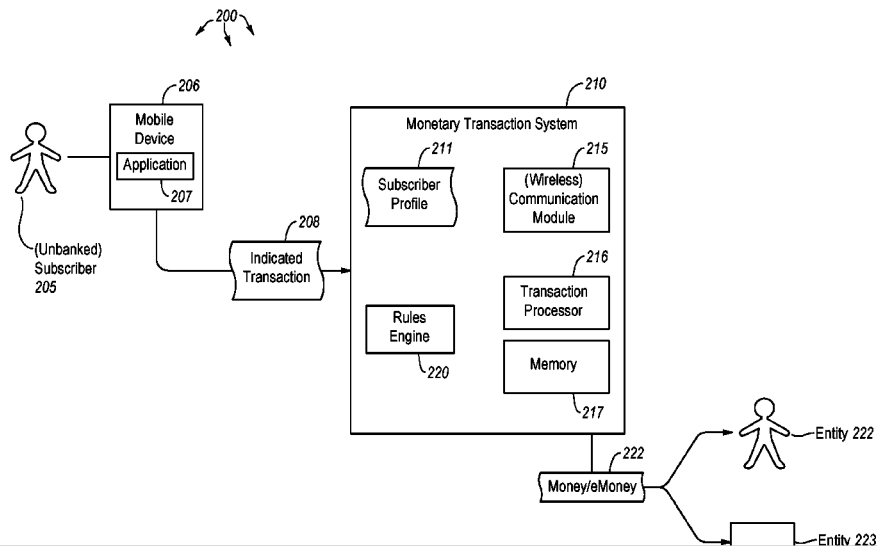 200
206
Mobile
Device
Application
207
(Unbanked)
Subscriber
205
208
Indicated
Transaction
210
Monetary Transaction System
211
Subscriber
Profile
215
(Wireless)
Communication
Module
216
Transaction
Processor
Rules
Engine
220
Memory
217
222
Money/eMoney
Entity 222
Entity 223